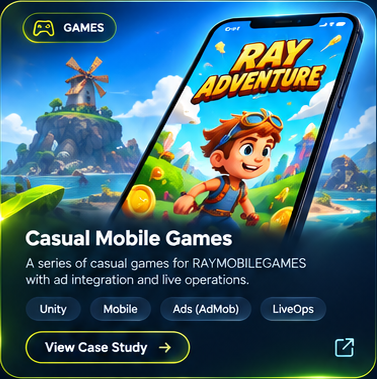 GAMES
RAY
ADVENTURE
Casual Mobile Games
A series of casual games for RAYMOBILEGAMES
with ad integration and live operations.
Unity
Mobile
Ads (AdMob)
LiveOps
View Case Study →